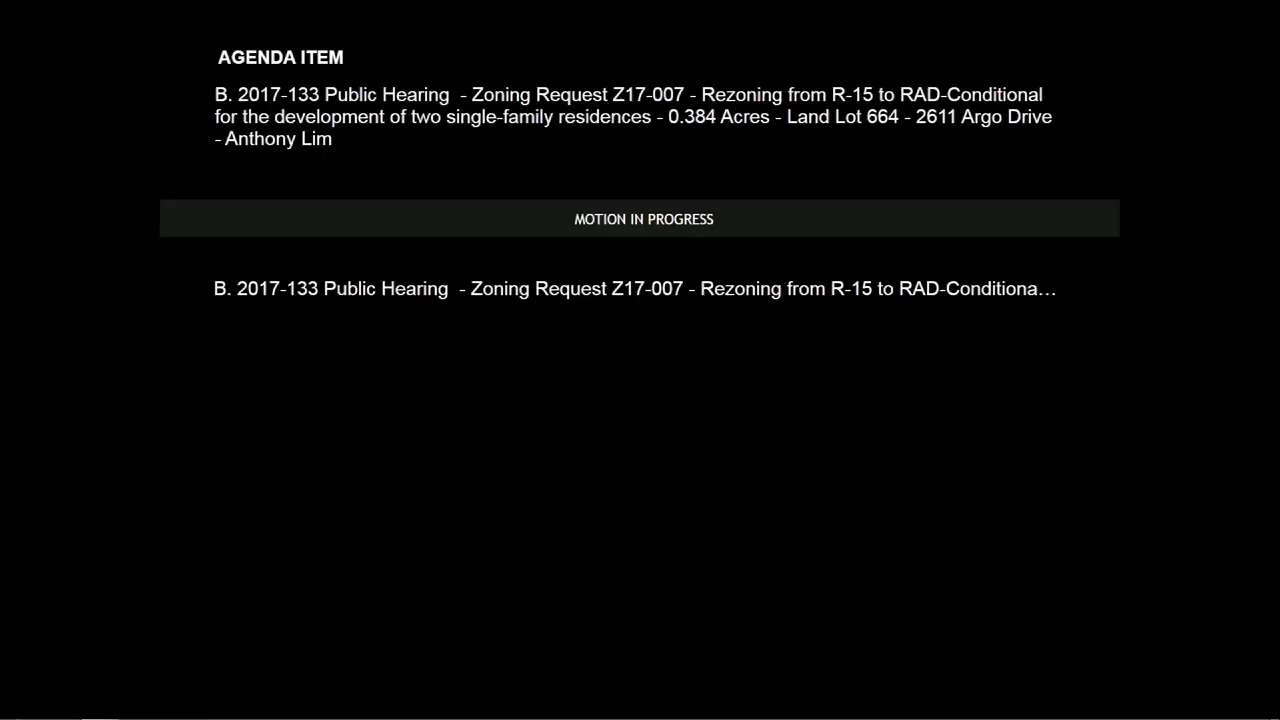 AGENDA ITEM
B. 2017-133 Public Hearing  - Zoning Request Z17-007 - Rezoning from R-15 to RAD-Conditional
for the development of two single-family residences - 0.384 Acres - Land Lot 664 - 2611 Argo Drive
- Anthony Lim
MOTION IN PROGRESS
B. 2017-133 Public Hearing  - Zoning Request Z17-007 - Rezoning from R-15 to RAD-Conditiona…